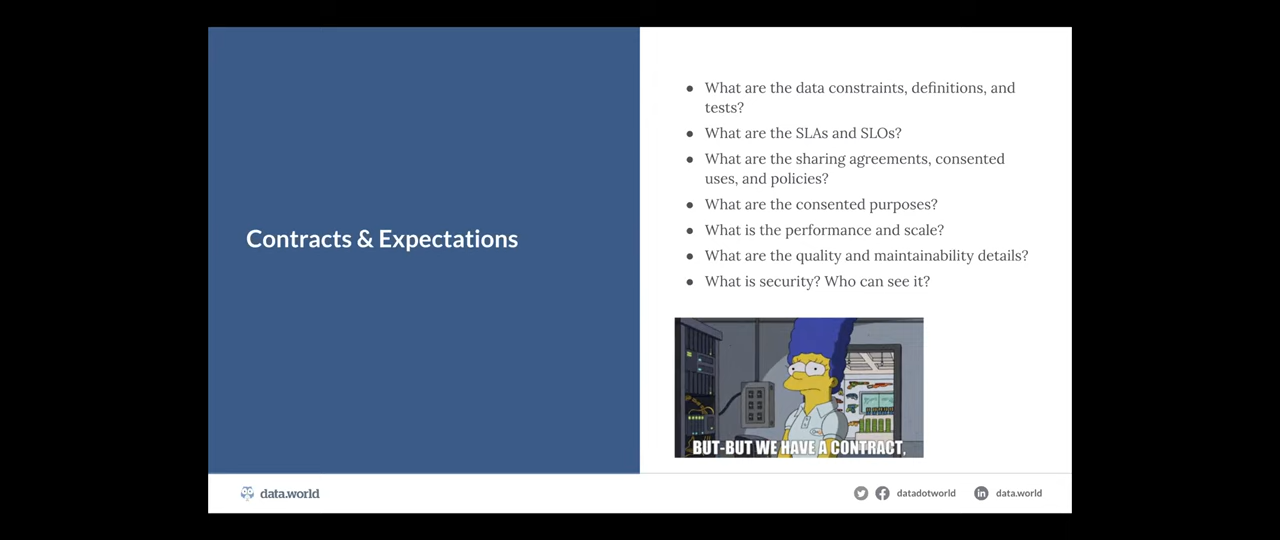 Contracts & Expectations
● What are the data constraints, definitions, and
tests?
● What are the SLAs and SLOs?
● What are the sharing agreements, consented
uses, and policies?
● What are the consented purposes?
● What is the performance and scale?
● What are the quality and maintainability details?
● What is security? Who can see it?
BUT-BUT WE HAVE A CONTRACT.
data.world
datadotworld
data.world